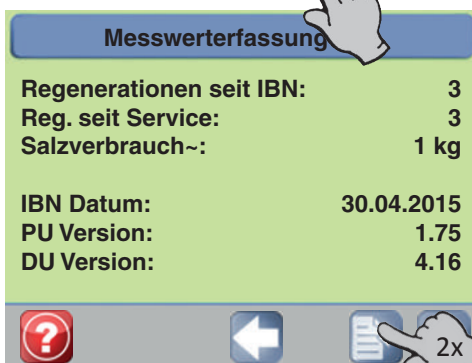 Messwerterfassung
Regenerationen seit IBN: 3
Reg. seit Service: 3
Salzverbrauch~: 1 kg
IBN Datum: 30.04.2015
PU Version: 1.75
DU Version: 4.16
?
2x